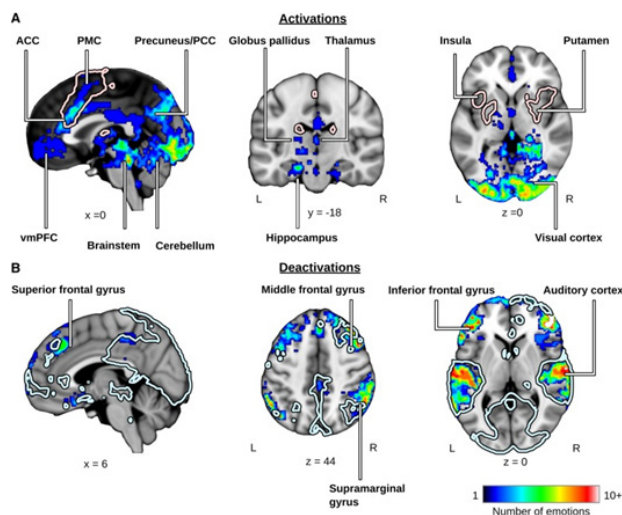 A
Activations
ACC PMC Precuneus/PCC Globus pallidus Thalamus Insula Putamen
L R L R
x =0 y = -18 z=0
vmPFC Brainstem Cerebellum Hippocampus Visual cortex
B
Deactivations
Superior frontal gyrus Middle frontal gyrus Inferior frontal gyrus Auditory cortex
L R L R
x = 6 z = 44 z = 0
Supramarginal
gyrus
1 10+
Number of emotions